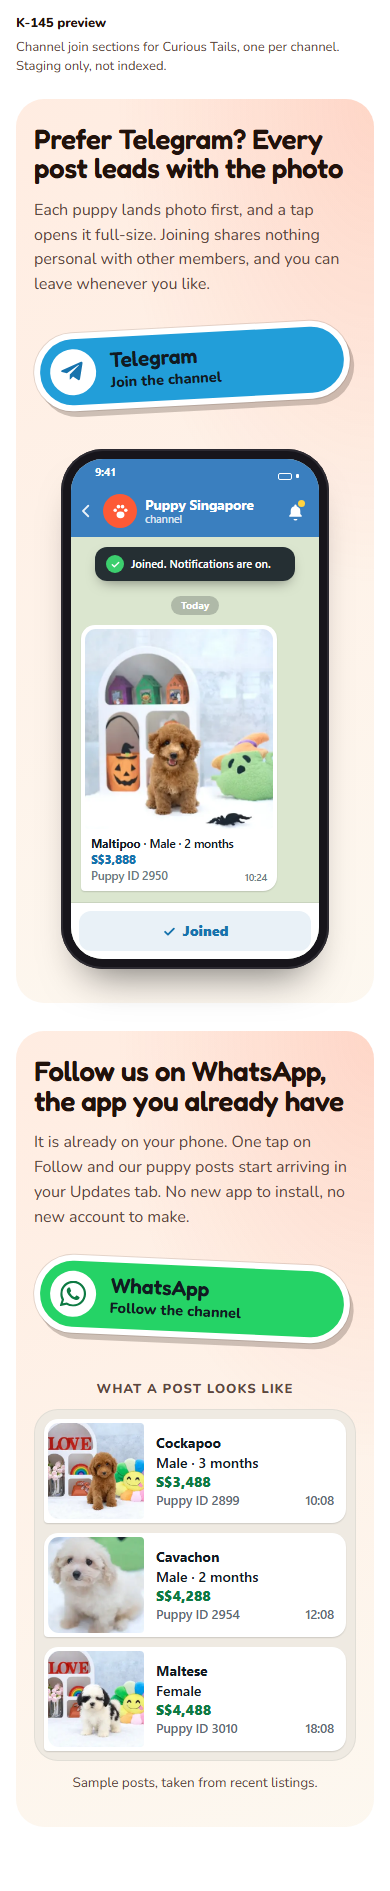 K-145 preview
Channel join sections for Curious Tails, one per channel.
Staging only, not indexed.
Prefer Telegram? Every
post leads with the photo
Each puppy lands photo first, and a tap
opens it full-size. Joining shares nothing
personal with other members, and you can
leave whenever you like.
Telegram
Join the channel
9:41
Puppy Singapore
channel
Joined. Notifications are on.
Today
Maltipoo · Male · 2 months
S$3,888
Puppy ID 2950
10:24
Joined
Follow us on WhatsApp,
the app you already have
It is already on your phone. One tap on
Follow and our puppy posts start arriving in
your Updates tab. No new app to install, no
new account to make.
WhatsApp
Follow the channel
WHAT A POST LOOKS LIKE
LOVE
Cockapoo
Male · 3 months
S$3,488
Puppy ID 2899
10:08
Cavachon
Male · 2 months
S$4,288
Puppy ID 2954
12:08
LOVE
Maltese
Female
S$4,488
Puppy ID 3010
18:08
Sample posts, taken from recent listings.